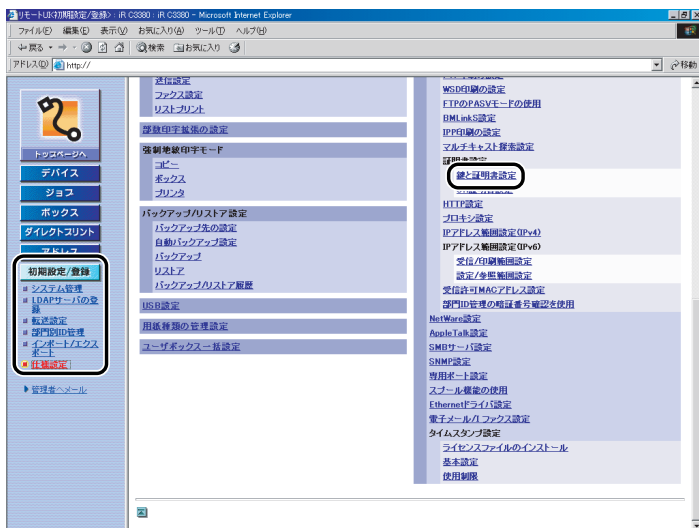 リモートUI<初期設定/登録> : iR C3380 : iR C3380 - Microsoft Internet Explorer
ファイル(F) 編集(E) 表示(V) お気に入り(A) ツール(T) ヘルプ(H)
戻る 検索 お気に入り
アドレス(D) http:// 移動
トップページへ
デバイス
ジョブ
ボックス
ダイレクトプリント
初期設定/登録
システム管理
LDAPサーバの登
録
転送設定
部門別ID管理
インポート/エクス
ポート
仕様設定
管理者へメール
送信設定
ファクス設定
リストプリント
部数印字拡張の設定
強制地紋印字モード
コピー
ボックス
プリンタ
バックアップ/リストア設定
バックアップ先の設定
自動バックアップ設定
バックアップ
リストア
バックアップ/リストア履歴
USB設定
用紙種類の管理設定
ユーザボックス一括設定
WSD印刷の設定
FTPのPASVモードの使用
BMLinkS設定
IPP印刷の設定
マルチキャスト探索設定
証明書設定
鍵と証明書設定
HTTP設定
プロキシ設定
IPアドレス範囲設定(IPv4)
IPアドレス範囲設定(IPv6)
受信/印刷範囲設定
設定/参照範囲設定
受信許可MACアドレス設定
部門ID管理の暗証番号確認を使用
NetWare設定
AppleTalk設定
SMBサーバ設定
SNMP設定
専用ポート設定
スプール機能の使用
Ethernetドライバ設定
電子メール/I ファクス設定
タイムスタンプ設定
ライセンスファイルのインストール
基本設定
使用制限